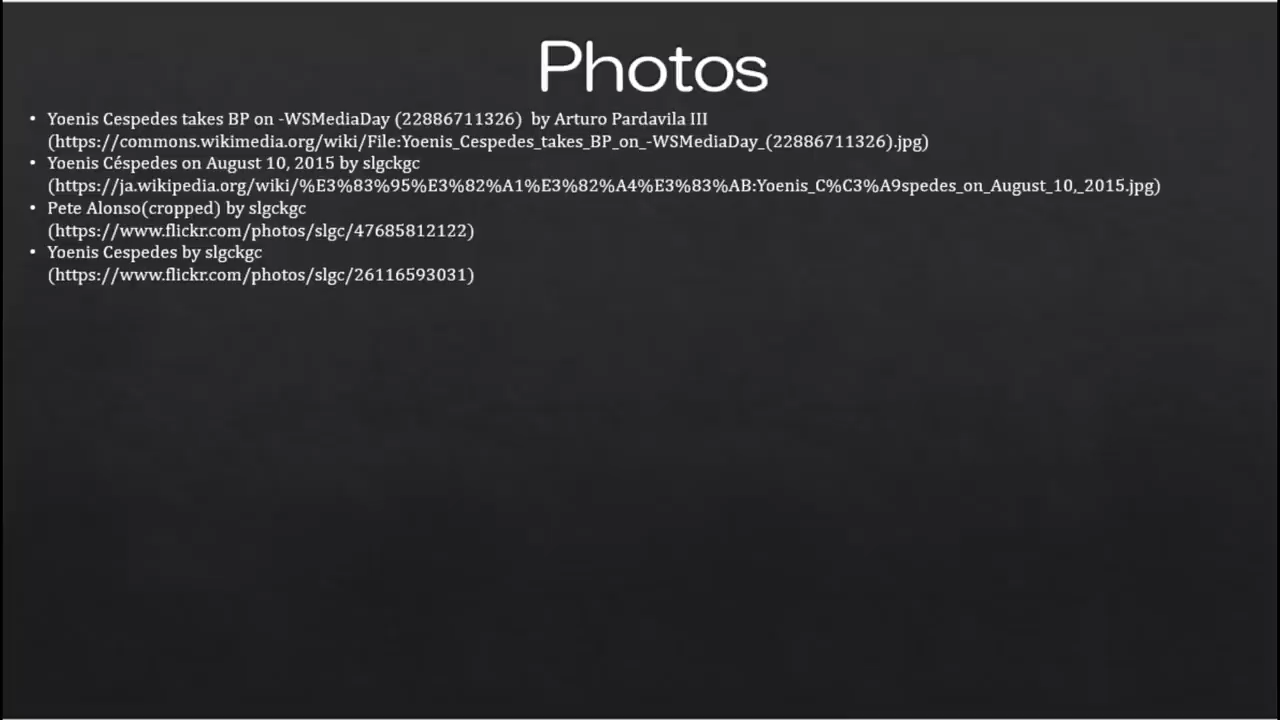 Photos
• Yoenis Cespedes takes BP on -WSMediaDay (22886711326)  by Arturo Pardavila III
(https://commons.wikimedia.org/wiki/File:Yoenis_Cespedes_takes_BP_on_-WSMediaDay_(22886711326).jpg)
• Yoenis Céspedes on August 10, 2015 by slgckgc
(https://ja.wikipedia.org/wiki/%E3%83%95%E3%82%A1%E3%82%A4%E3%83%AB:Yoenis_C%C3%A9spedes_on_August_10,_2015.jpg)
• Pete Alonso(cropped) by slgckgc
(https://www.flickr.com/photos/slgc/47685812122)
• Yoenis Cespedes by slgckgc
(https://www.flickr.com/photos/slgc/26116593031)